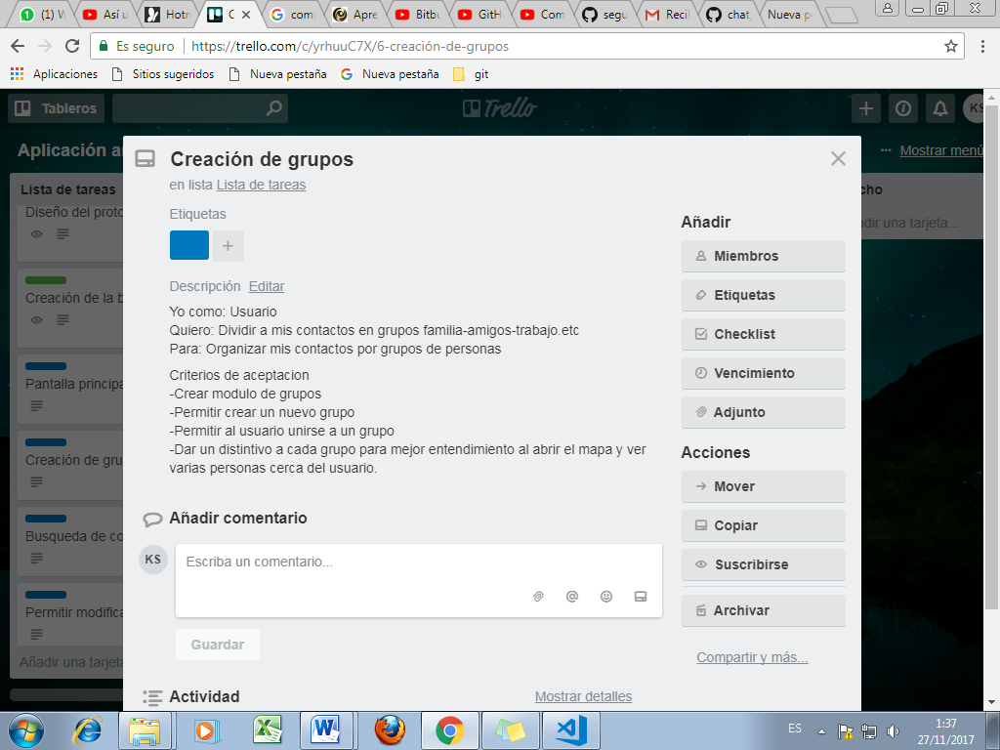 (1) W
Así u
Hotm
C
com
Apre
Bitbu
GitH
Com
segu
Recil
chat_
Nueva p
Es seguro
https://trello.com/c/yrhuuC7X/6-creación-de-grupos
Aplicaciones
Sitios sugeridos
Nueva pestaña
Nueva pestaña
git
Tableros
Trello
KS
Aplicación a
Mostrar menú
Lista de tareas
Diseño del proto
Creación de la b
Pantalla principa
Creación de gru
Busqueda de co
Permitir modifica
Añadir una tarjeta
cho
dir una tarjeta...
Creación de grupos
en lista Lista de tareas
Etiquetas
Descripción Editar
Yo como: Usuario
Quiero: Dividir a mis contactos en grupos familia-amigos-trabajo.etc
Para: Organizar mis contactos por grupos de personas
Criterios de aceptacion
-Crear modulo de grupos
-Permitir crear un nuevo grupo
-Permitir al usuario unirse a un grupo
-Dar un distintivo a cada grupo para mejor entendimiento al abrir el mapa y ver
varias personas cerca del usuario.
Añadir comentario
KS
Escriba un comentario...
Guardar
Actividad
Mostrar detalles
Añadir
Miembros
Etiquetas
Checklist
Vencimiento
Adjunto
Acciones
Mover
Copiar
Suscribirse
Archivar
Compartir y más...
ES
1:37
27/11/2017